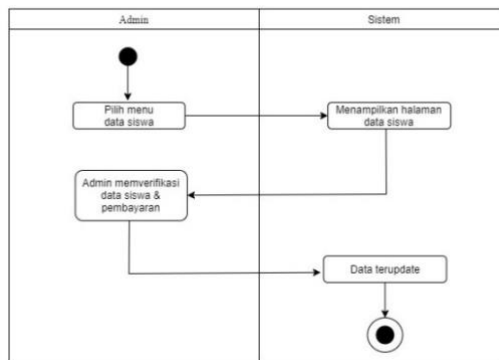 Admin
Sistem
Pilih menu
data siswa
Menampilkan halaman
data siswa
Admin memverifikasi
data siswa &
pembayaran
Data terupdate